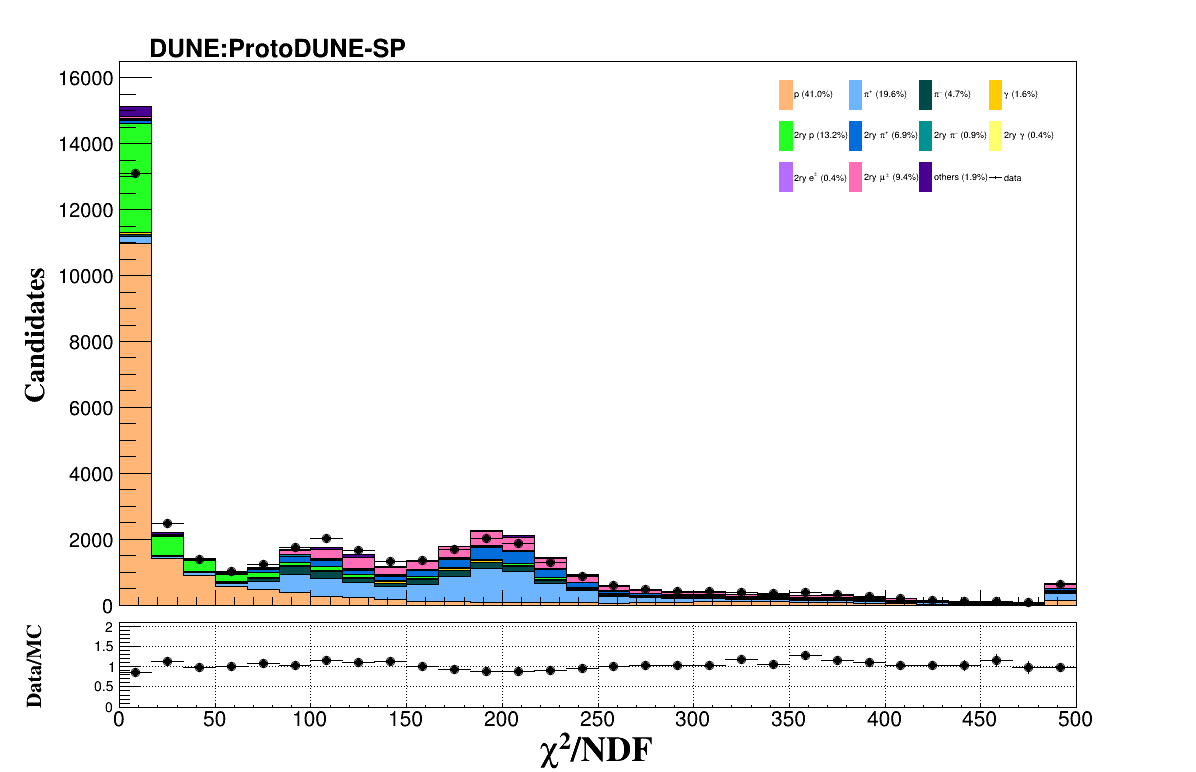 DUNE:ProtoDUNE-SP
16000
14000
12000
10000
8000
6000
4000
2000
0
Candidates
p (41.0%) π⁺ (19.6%) π⁻ (4.7%) γ (1.6%)
2ry p (13.2%) 2ry π⁺ (6.9%) 2ry π⁻ (0.9%) 2ry γ (0.4%)
2ry e± (0.4%) 2ry μ± (9.4%) others (1.9%) data
2
1.5
1
0.5
0
Data/MC
0 50 100 150 200 250 300 350 400 450 500
χ²/NDF